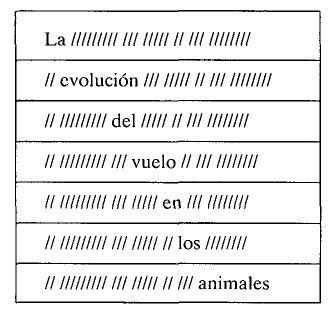 La ///////// /// ///// // /// ////////
// evolución /// ///// // /// ////////
// ///////// del ///// // /// ////////
// ///////// /// vuelo // /// ////////
// ///////// /// ///// en /// ////////
// ///////// /// ///// // los ////////
// ///////// /// ///// // /// animales